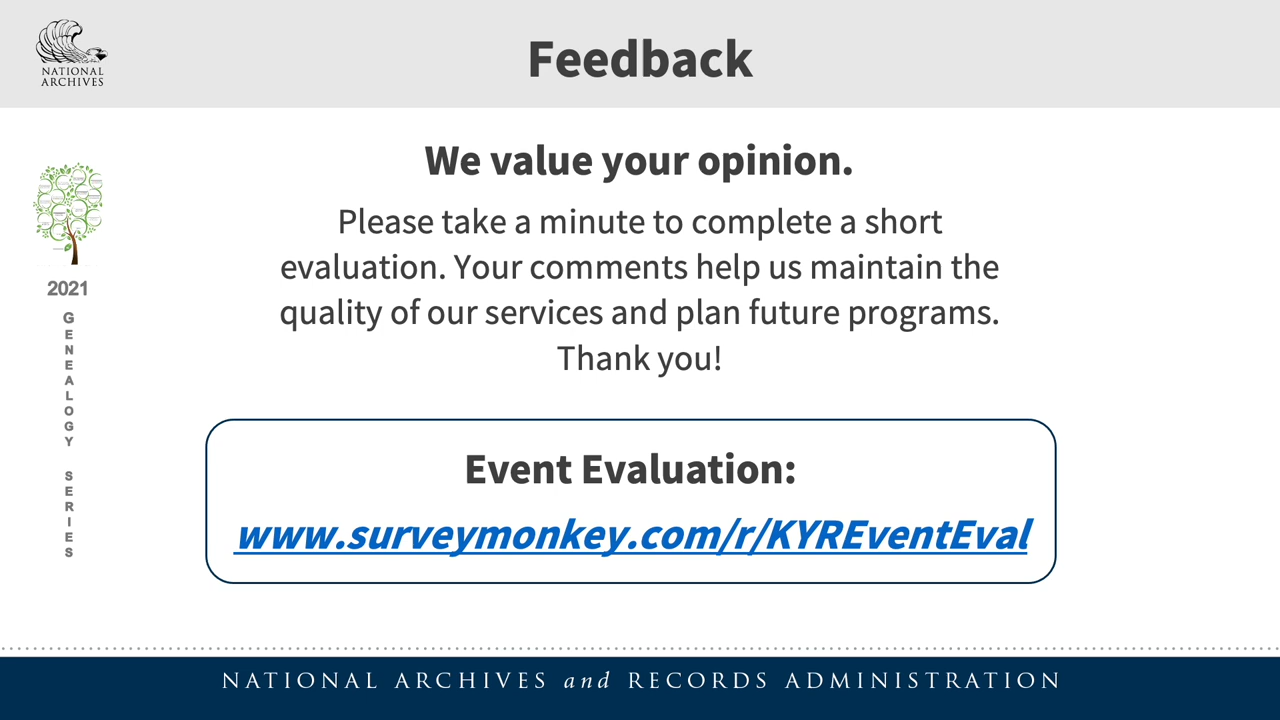 NATIONAL
ARCHIVES
Feedback
We value your opinion.
Please take a minute to complete a short
evaluation. Your comments help us maintain the
quality of our services and plan future programs.
Thank you!
2021
GENEALOGY SERIES
Event Evaluation:
www.surveymonkey.com/r/KYREventEval
NATIONAL ARCHIVES and RECORDS ADMINISTRATION